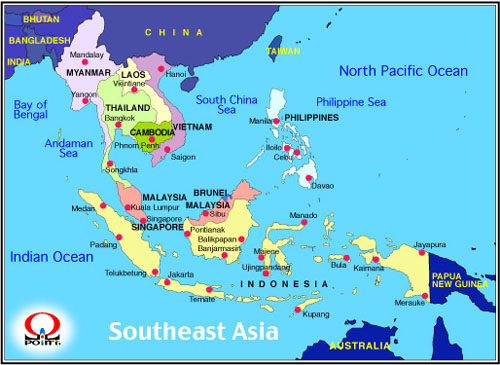 BHUTAN
CHINA
BANGLADESH
INDIA
TAIWAN
Mandalay
MYANMAR
LAOS
Hanoi
Vientiane
North Pacific Ocean
Bay of
Bengal
Yangon
THAILAND
Bangkok
South China
Sea
Philippine Sea
Manila
PHILIPPINES
CAMBODIA
VIETNAM
Phnom Penh
Andaman
Sea
Saigon
Iloilo
Cebu
Songkhla
Davao
MALAYSIA
BRUNEI
Kuala Lumpur
MALAYSIA
Medan
Singapore
Sibu
SINGAPORE
Manado
Pontianak
Padang
Balikpapan
Banjarmasin
Majene
Jayapura
Indian Ocean
Bula
Kaimana
Ujingpandang
Telukbetung
Jakarta
INDONESIA
PAPUA
NEW GUINEA
Ternate
Merauke
Kupang
POINT
Southeast Asia
AUSTRALIA